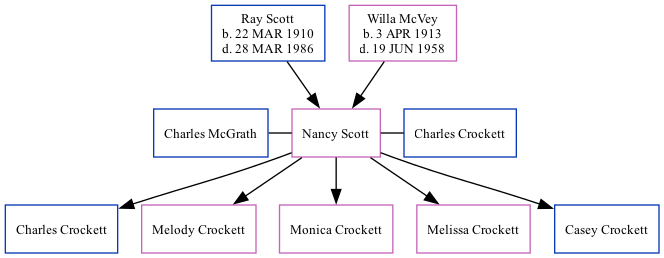 Ray Scott
b. 22 MAR 1910
d. 28 MAR 1986
Willa McVey
b. 3 APR 1913
d. 19 JUN 1958
Charles McGrath
Nancy Scott
Charles Crockett
Charles Crockett
Melody Crockett
Monica Crockett
Melissa Crockett
Casey Crockett